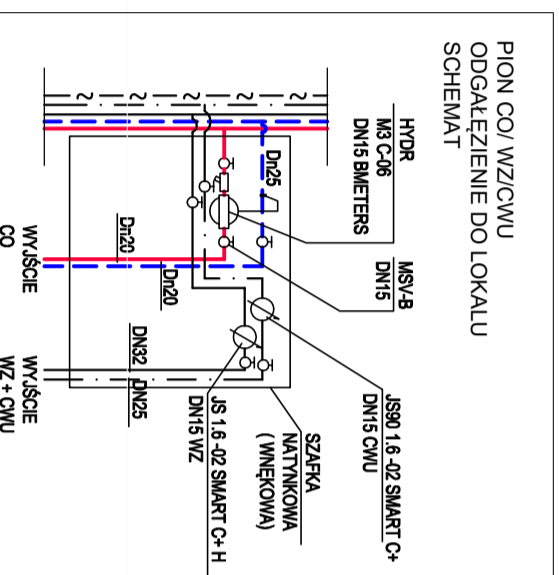 PION CO/ WZ/CWU
ODGAŁĘZIENIE DO LOKALU
SCHEMAT
HYDR
M3 C-06
DN15 BMETERS
MSV-B
DN15
JS90 1.6 -02 SMART C+
DN15 CWU
SZAFKA
NATYNKOWA
( WNĘKOWA)
JS 1.6 -02 SMART C+ H
DN15 WZ
Dn25
Dn20
Dn20
DN32
DN25
WYJŚCIE
CO
WYJŚCIE
WZ + CWU